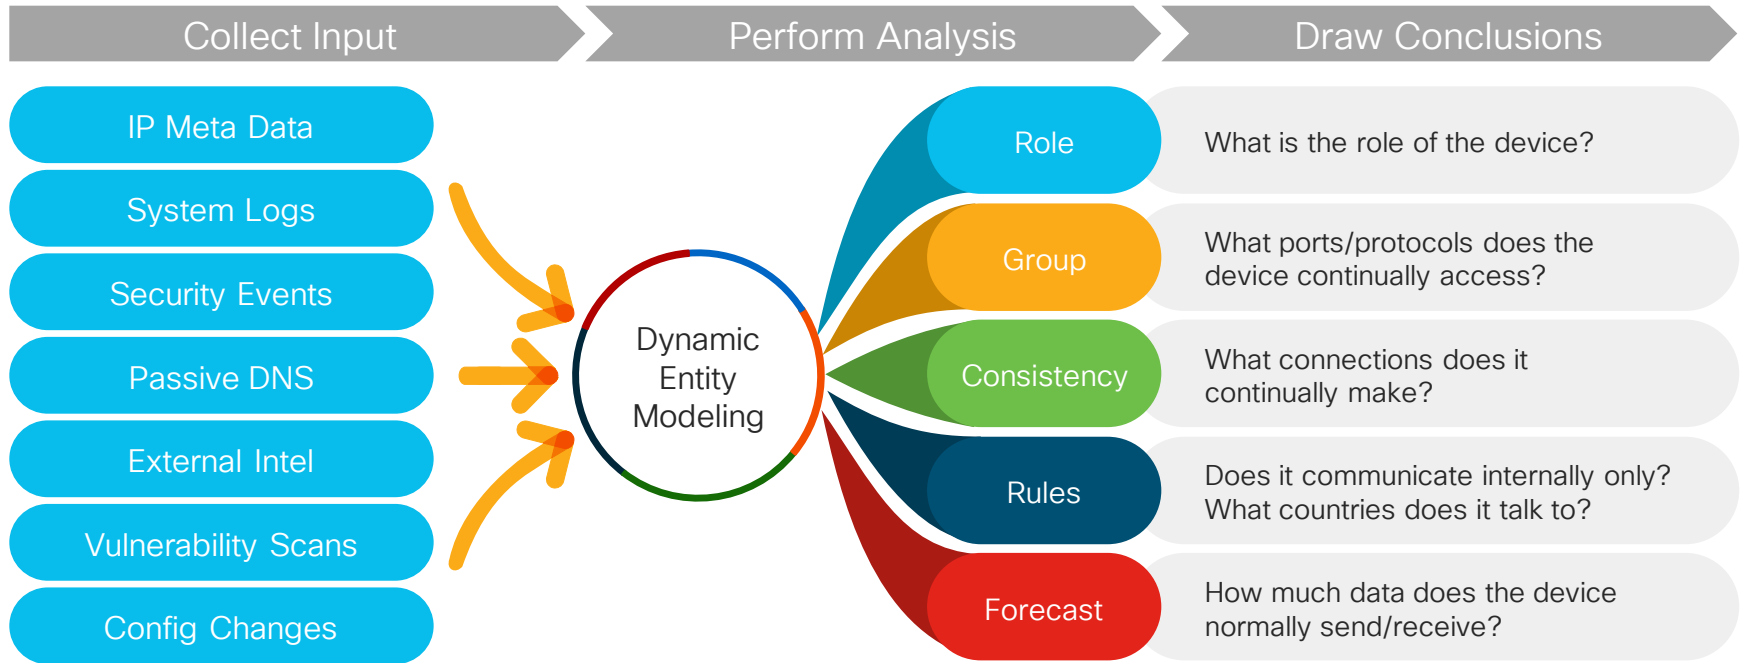 Collect Input
Perform Analysis
Draw Conclusions
IP Meta Data
System Logs
Security Events
Passive DNS
External Intel
Vulnerability Scans
Config Changes
Dynamic
Entity
Modeling
Role
What is the role of the device?
Group
What ports/protocols does the
device continually access?
Consistency
What connections does it
continually make?
Rules
Does it communicate internally only?
What countries does it talk to?
Forecast
How much data does the device
normally send/receive?